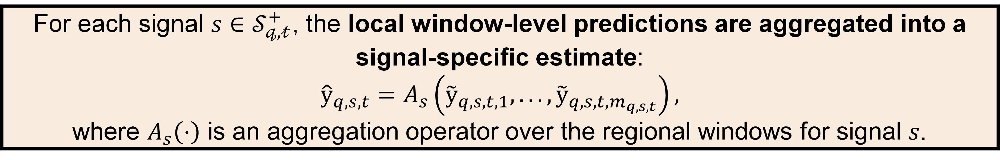 For each signal 𝑠 ∈ 𝒮⁺_{𝑞,𝑡}, the local window-level predictions are aggregated into a
signal-specific estimate:
ŷ_{𝑞,𝑠,𝑡} = 𝐴_𝑠 (ỹ_{𝑞,𝑠,𝑡,1}, … , ỹ_{𝑞,𝑠,𝑡,𝑚_{𝑞,𝑠,𝑡}}) ,
where 𝐴_𝑠(·) is an aggregation operator over the regional windows for signal 𝑠.